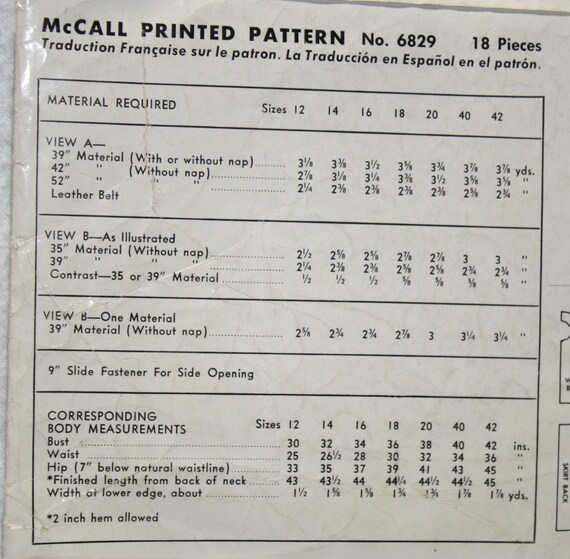 McCALL PRINTED PATTERN No. 6829 18 Pieces
Traduction Française sur le patron. La Traducción en Español en el patrón.
MATERIAL REQUIRED Sizes 12 14 16 18 20 40 42
VIEW A—
39" Material (With or without nap) 3⅛ 3⅜ 3½ 3⅝ 3¾ 3⅞ 3⅞ yds.
42" " (Without nap) 2⅞ 3⅛ 3¼ 3⅜ 3½ 3⅝ 3⅝ "
52" " " " 2¼ 2⅜ 2⅜ 2⅜ 2⅝ 2⅝ 2¾ "
Leather Belt
VIEW B—As Illustrated
35" Material (Without nap) 2½ 2⅝ 2⅝ 2⅞ 2⅞ 3 3 "
39" " " " 2¼ 2⅜ 2⅜ 2⅝ 2⅝ 2¾ 2¾ "
Contrast—35 or 39" Material ½ ½ ½ ⅝ ⅝ ⅝ ⅝ "
VIEW B—One Material
39" Material (Without nap) 2⅝ 2¾ 2¾ 2⅞ 3 3¼ 3¼ "
9" Slide Fastener For Side Opening
CORRESPONDING
BODY MEASUREMENTS Sizes 12 14 16 18 20 40 42
Bust 30 32 34 36 38 40 42 ins.
Waist 25 26½ 28 30 32 34 36 "
Hip (7" below natural waistline) 33 35 37 39 41 43 45 "
*Finished length from back of neck 43 43½ 44 44¼ 44½ 44½ 45 "
Width at lower edge, about 1½ 1⅝ 1⅝ 1¾ 1¾ 1⅞ 1⅞ yds.
*2 inch hem allowed
SKIRT BACK